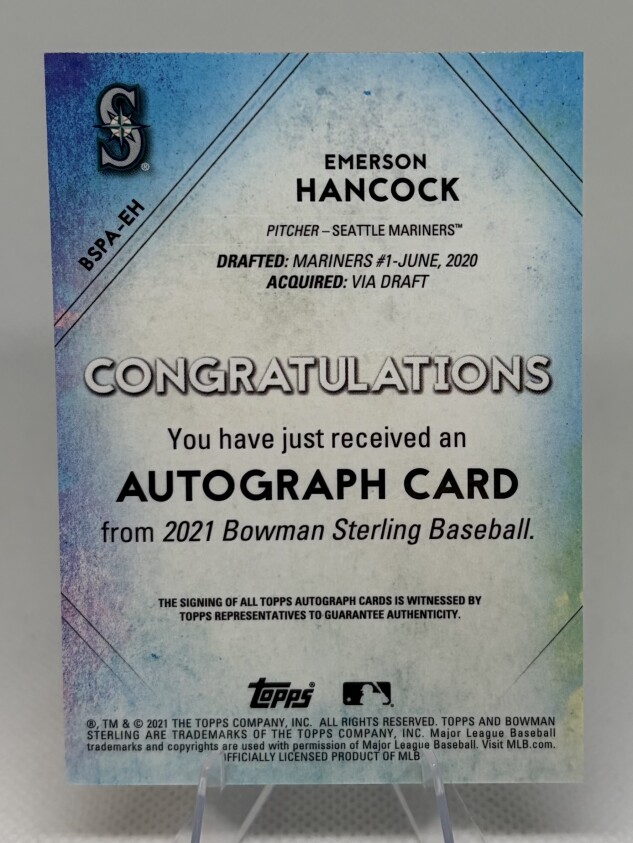 S
®
BSPA-EH
EMERSON
HANCOCK
PITCHER – SEATTLE MARINERS™
DRAFTED: MARINERS #1-JUNE, 2020
ACQUIRED: VIA DRAFT
CONGRATULATIONS
You have just received an
AUTOGRAPH CARD
from 2021 Bowman Sterling Baseball.
THE SIGNING OF ALL TOPPS AUTOGRAPH CARDS IS WITNESSED BY
TOPPS REPRESENTATIVES TO GUARANTEE AUTHENTICITY.
Topps®
®, TM & © 2021 THE TOPPS COMPANY, INC. ALL RIGHTS RESERVED. TOPPS AND BOWMAN
STERLING ARE TRADEMARKS OF THE TOPPS COMPANY, INC. Major League Baseball
trademarks and copyrights are used with permission of Major League Baseball. Visit MLB.com.
OFFICIALLY LICENSED PRODUCT OF MLB